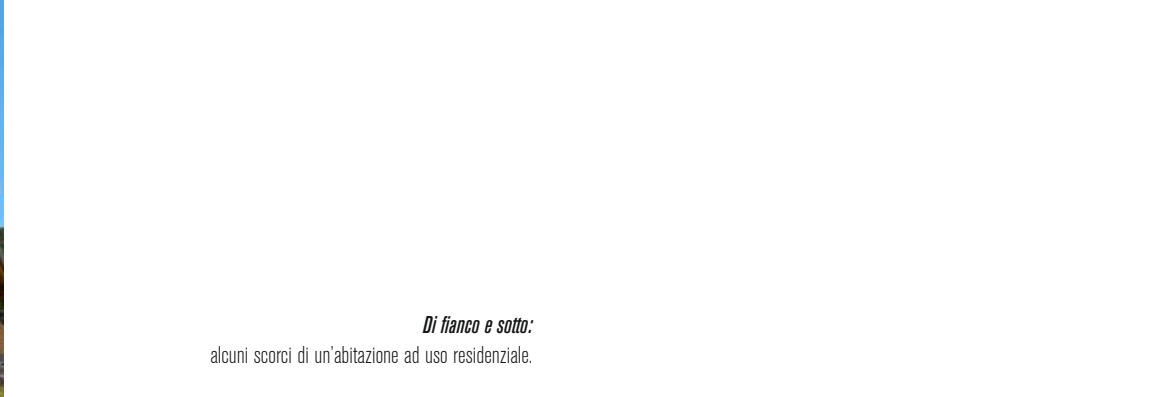 Di fianco e sotto:
alcuni scorci di un'abitazione ad uso residenziale.